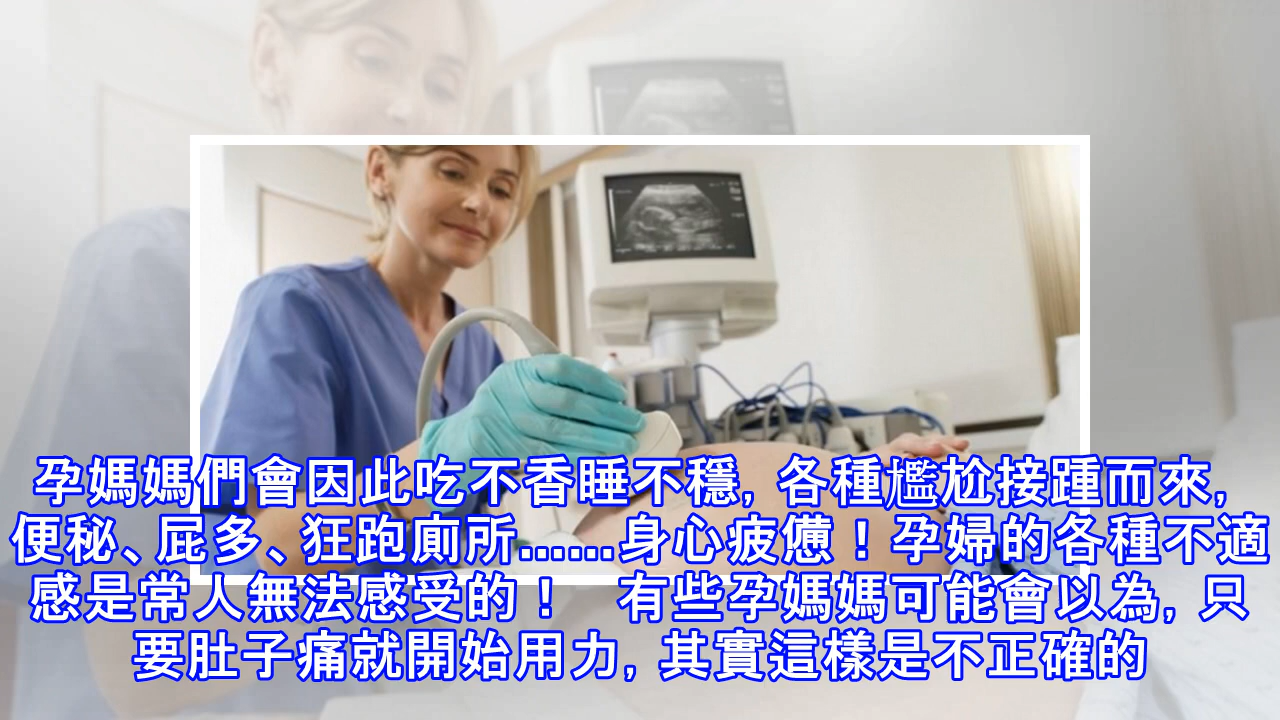 孕媽媽們會因此吃不香睡不穩, 各種尷尬接踵而來,
便秘、屁多、狂跑廁所......身心疲憊！孕婦的各種不適
感是常人無法感受的！ 有些孕媽媽可能會以為, 只
要肚子痛就開始用力, 其實這樣是不正確的